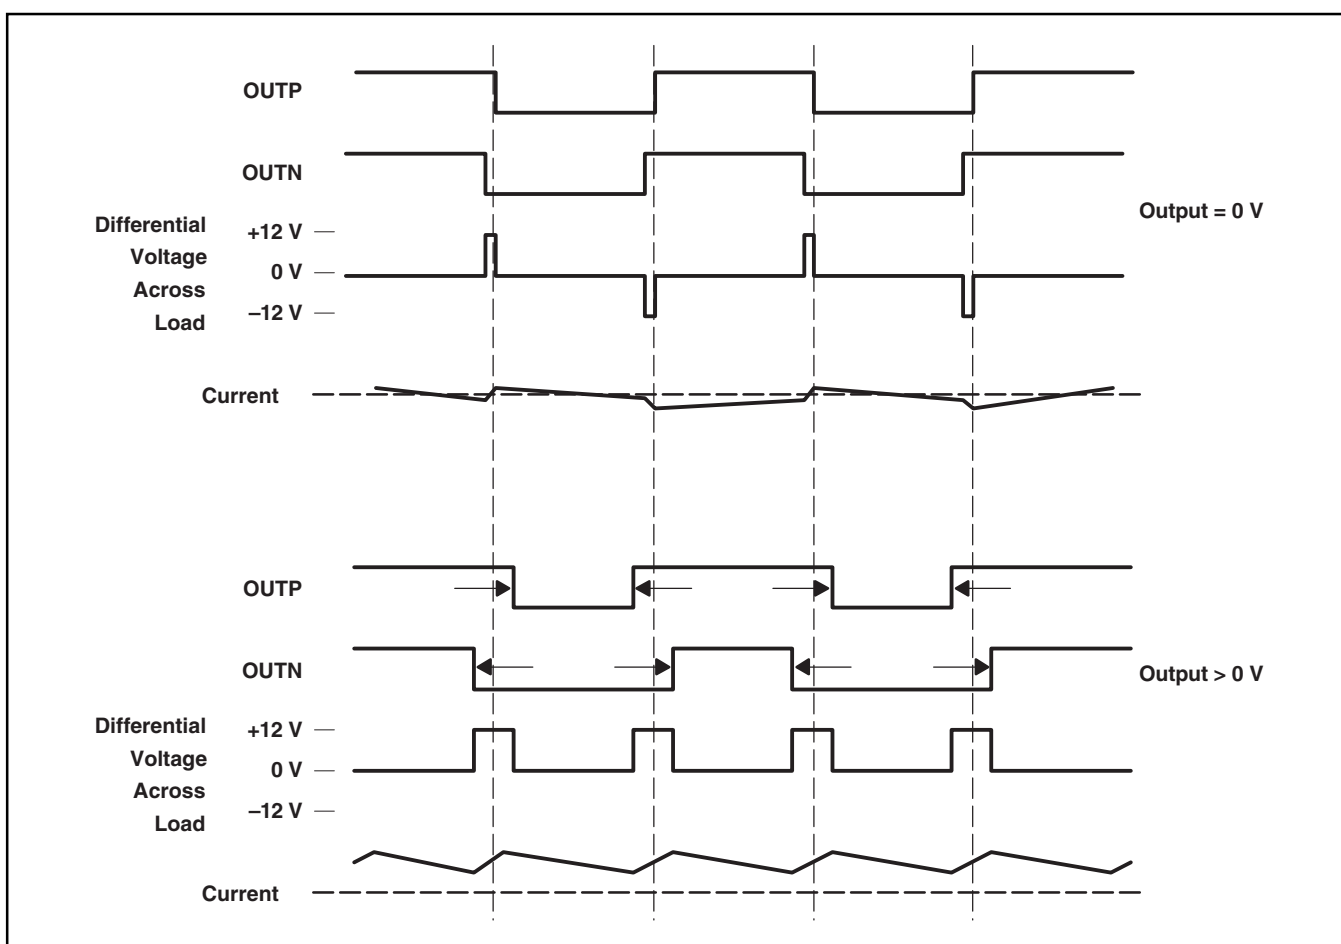 OUTP
OUTN
Output = 0 V
Differential
Voltage
Across
Load
+12 V
0 V
–12 V
Current
OUTP
OUTN
Output > 0 V
Differential
Voltage
Across
Load
+12 V
0 V
–12 V
Current